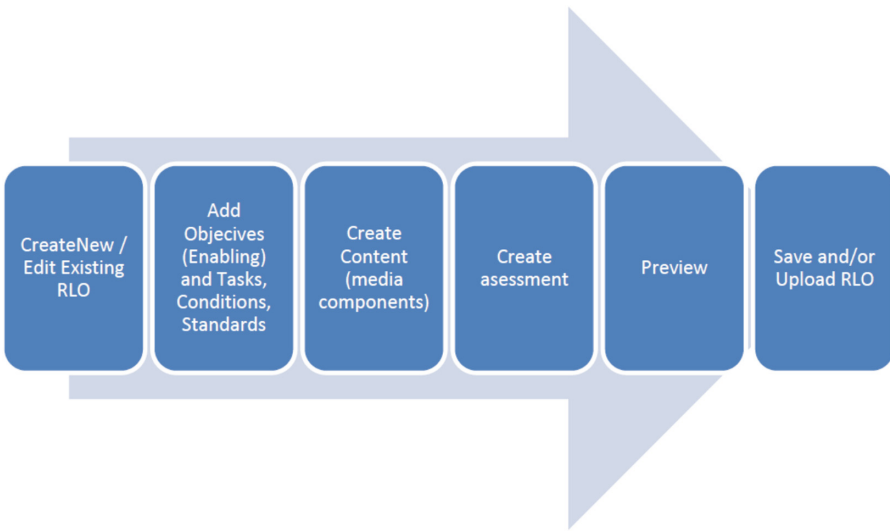 CreateNew /
Edit Existing
RLO
Add
Objecives
(Enabling)
and Tasks,
Conditions,
Standards
Create
Content
(media
components)
Create
asessment
Preview
Save and/or
Upload RLO